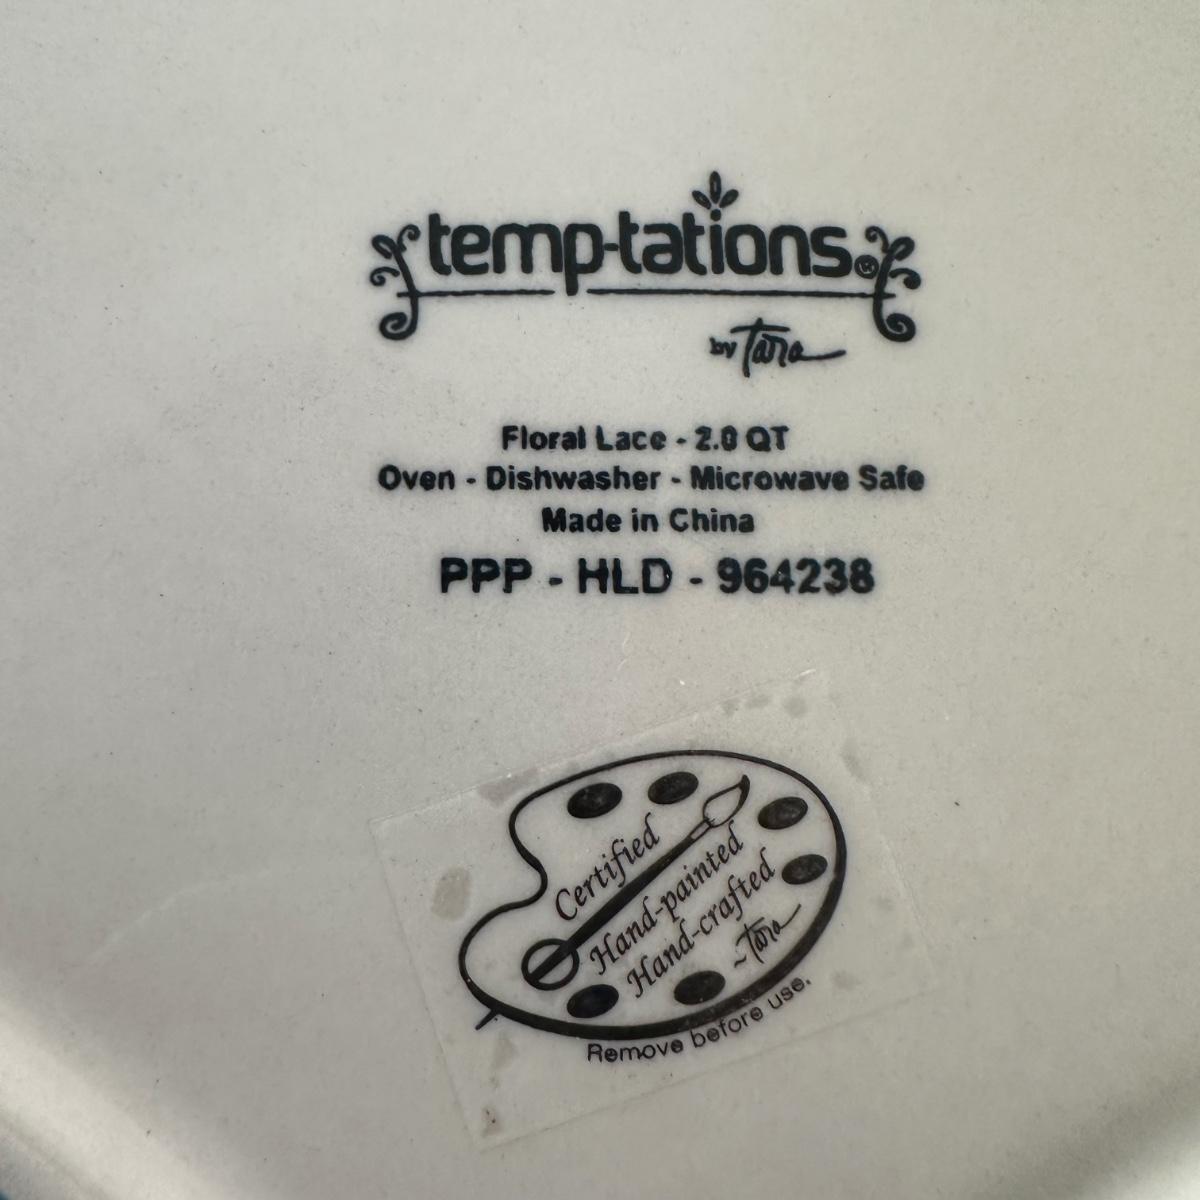 temp-tations®
by Tara
Floral Lace - 2.0 QT
Oven - Dishwasher - Microwave Safe
Made in China
PPP - HLD - 964238
Certified
Hand-painted
Hand-crafted
~Tara
Remove before use.